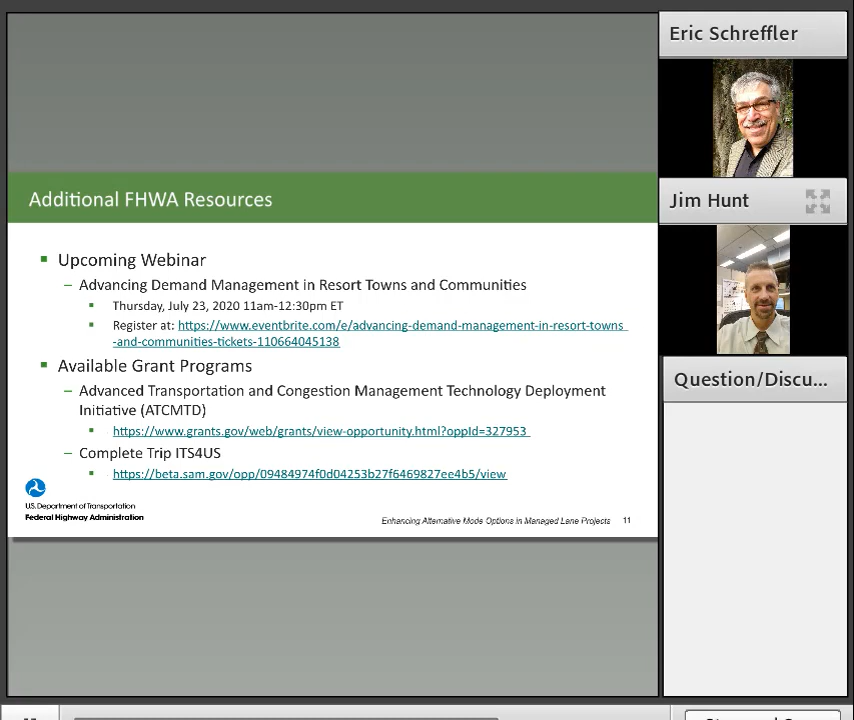 Eric Schreffler
Jim Hunt
Question/Discu...
Additional FHWA Resources
Upcoming Webinar
– Advancing Demand Management in Resort Towns and Communities
Thursday, July 23, 2020 11am-12:30pm ET
Register at: https://www.eventbrite.com/e/advancing-demand-management-in-resort-towns
-and-communities-tickets-110664045138
Available Grant Programs
– Advanced Transportation and Congestion Management Technology Deployment
Initiative (ATCMTD)
https://www.grants.gov/web/grants/view-opportunity.html?oppId=327953
– Complete Trip ITS4US
https://beta.sam.gov/opp/09484974f0d04253b27f6469827ee4b5/view
U.S. Department of Transportation
Federal Highway Administration
Enhancing Alternative Mode Options in Managed Lane Projects 11